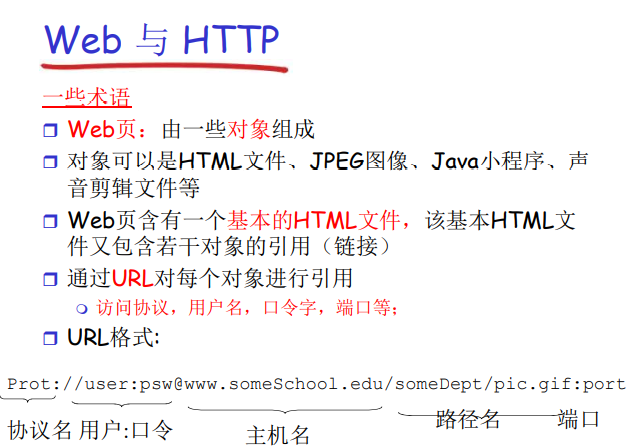 Web 与 HTTP
一些术语
Web页：由一些对象组成
对象可以是HTML文件、JPEG图像、Java小程序、声
音剪辑文件等
Web页含有一个基本的HTML文件，该基本HTML文
件又包含若干对象的引用（链接）
通过URL对每个对象进行引用
访问协议，用户名，口令字，端口等；
URL格式:
Prot://user:psw@www.someSchool.edu/someDept/pic.gif:port
协议名 用户:口令 主机名 路径名 端口